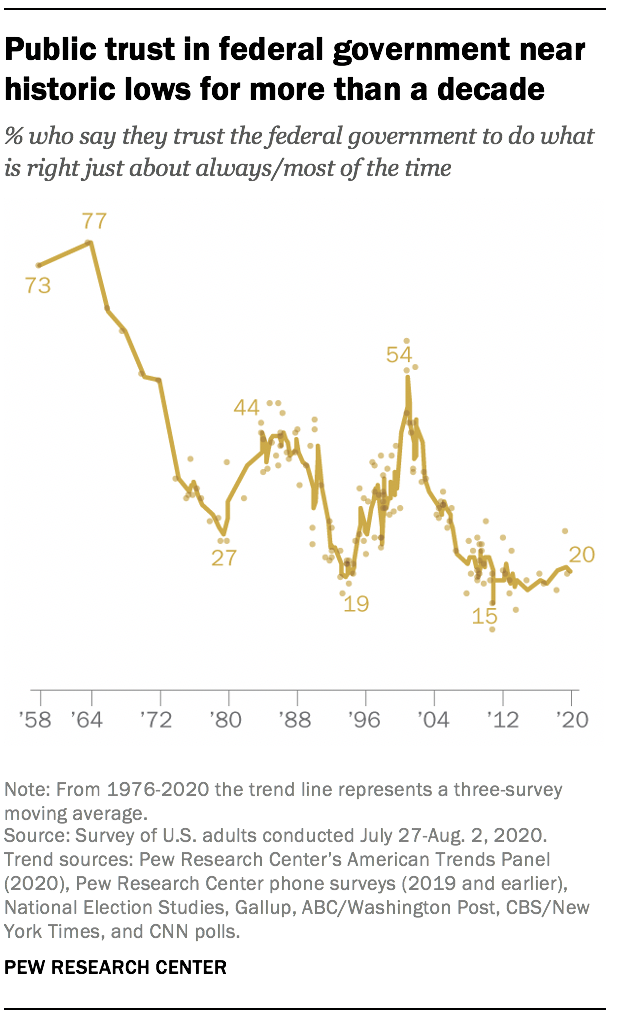 Public trust in federal government near
historic lows for more than a decade
% who say they trust the federal government to do what
is right just about always/most of the time
77
73
54
44
27
20
19
15
’58 ’64 ’72 ’80 ’88 ’96 ’04 ’12 ’20
Note: From 1976-2020 the trend line represents a three-survey
moving average.
Source: Survey of U.S. adults conducted July 27-Aug. 2, 2020.
Trend sources: Pew Research Center’s American Trends Panel
(2020), Pew Research Center phone surveys (2019 and earlier),
National Election Studies, Gallup, ABC/Washington Post, CBS/New
York Times, and CNN polls.
PEW RESEARCH CENTER